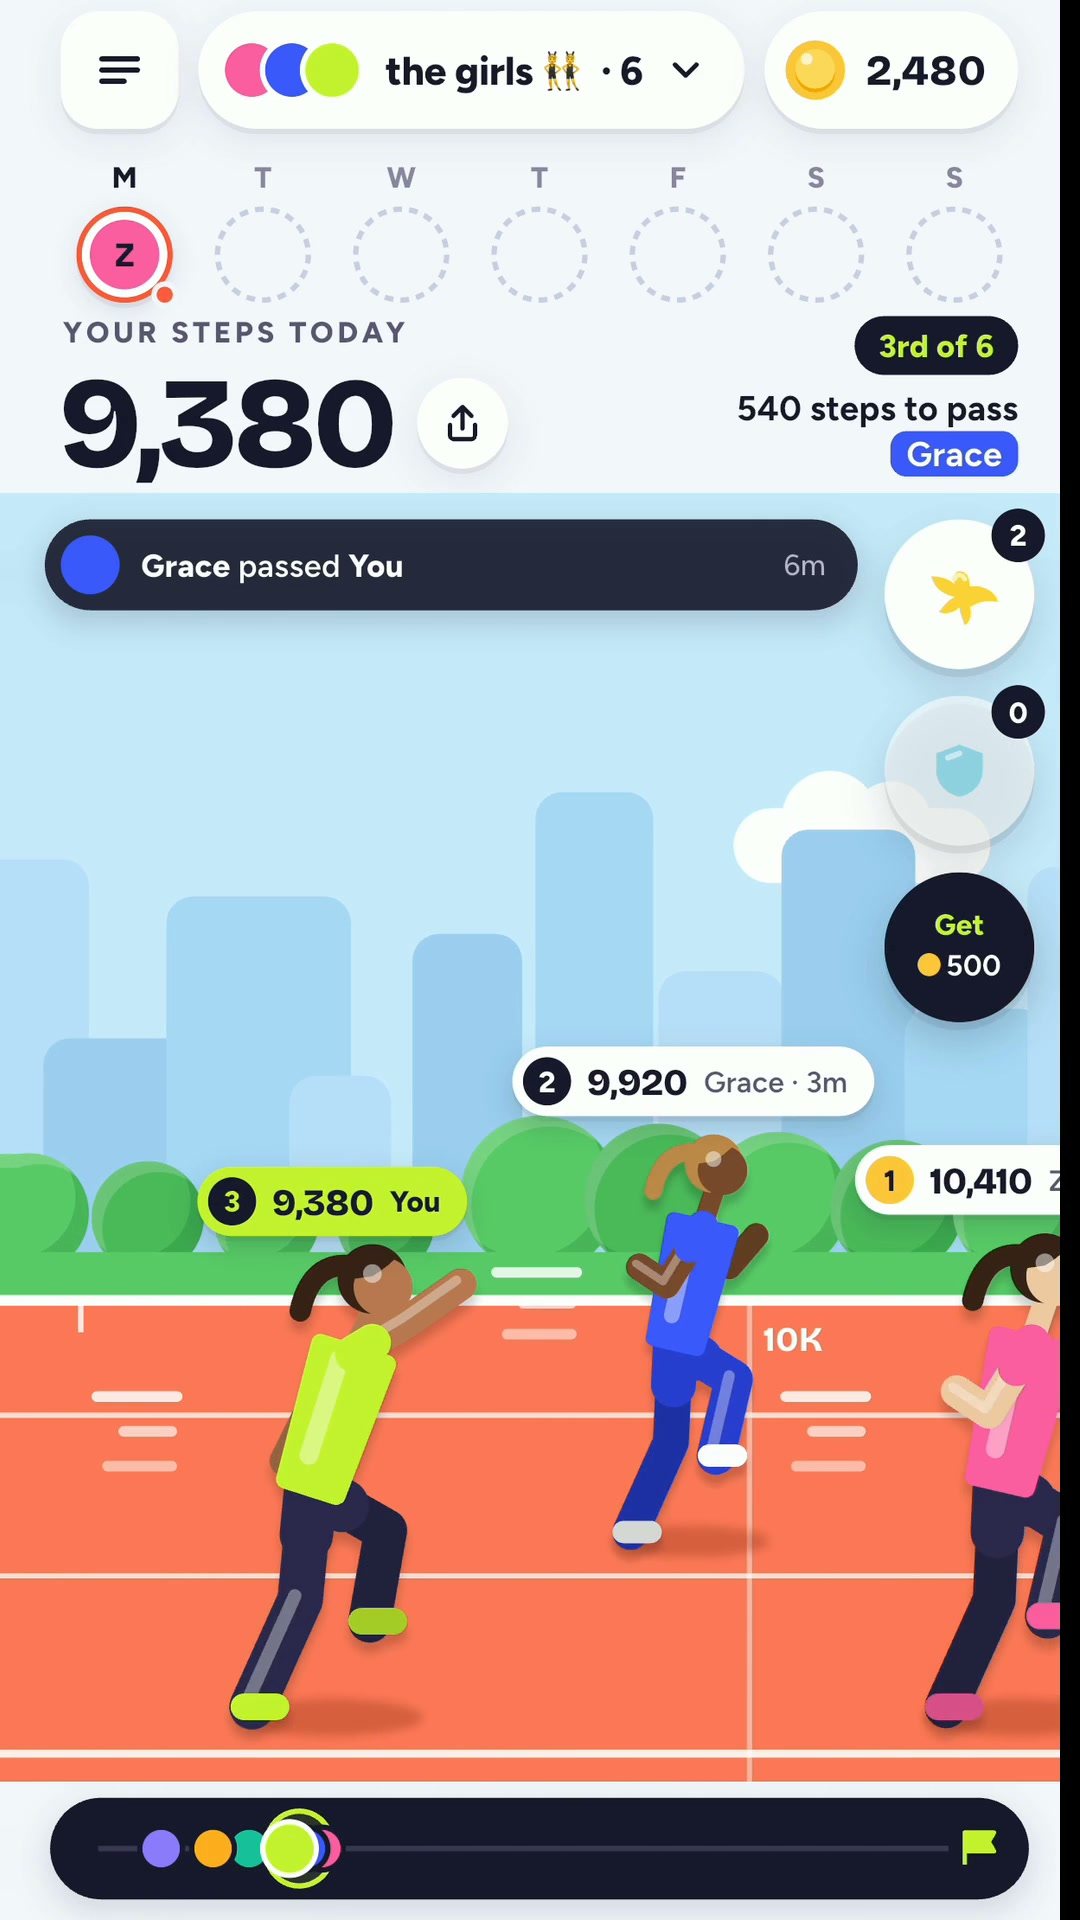 the girls 👯 · 6
2,480
M T W T F S S
Z
YOUR STEPS TODAY
9,380
3rd of 6
540 steps to pass
Grace
Grace passed You 6m
2
0
Get
500
2 9,920 Grace · 3m
1 10,410 Z
3 9,380 You
10K